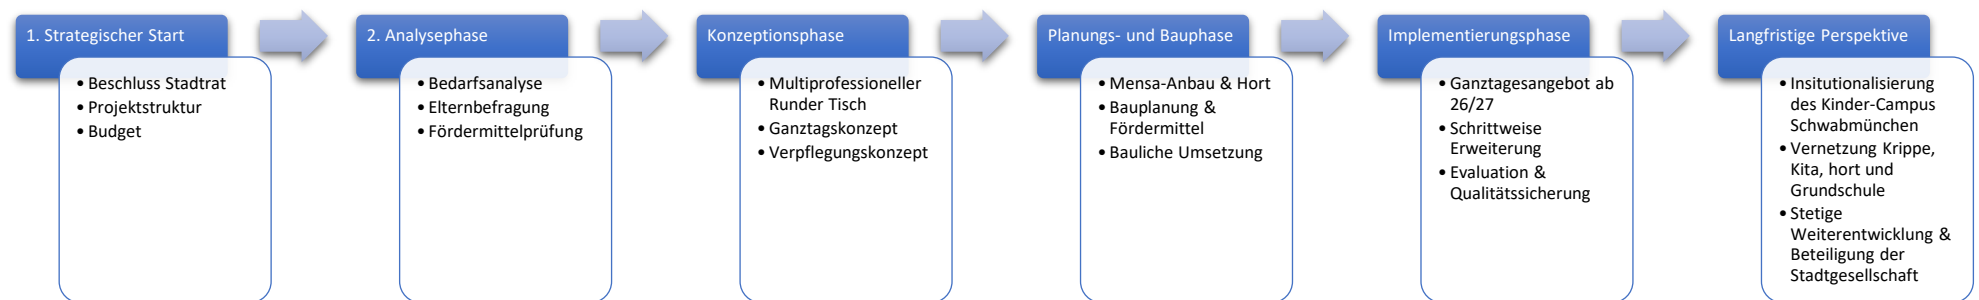 1. Strategischer Start
• Beschluss Stadtrat
• Projektstruktur
• Budget
2. Analysephase
• Bedarfsanalyse
• Elternbefragung
• Fördermittelprüfung
Konzeptionsphase
• Multiprofessioneller
Runder Tisch
• Ganztagskonzept
• Verpflegungskonzept
Planungs- und Bauphase
• Mensa-Anbau & Hort
• Bauplanung &
Fördermittel
• Bauliche Umsetzung
Implementierungsphase
• Ganztagesangebot ab
26/27
• Schrittweise
Erweiterung
• Evaluation &
Qualitätssicherung
Langfristige Perspektive
• Insitutionalisierung
des Kinder-Campus
Schwabmünchen
• Vernetzung Krippe,
Kita, hort und
Grundschule
• Stetige
Weiterentwicklung &
Beteiligung der
Stadtgesellschaft